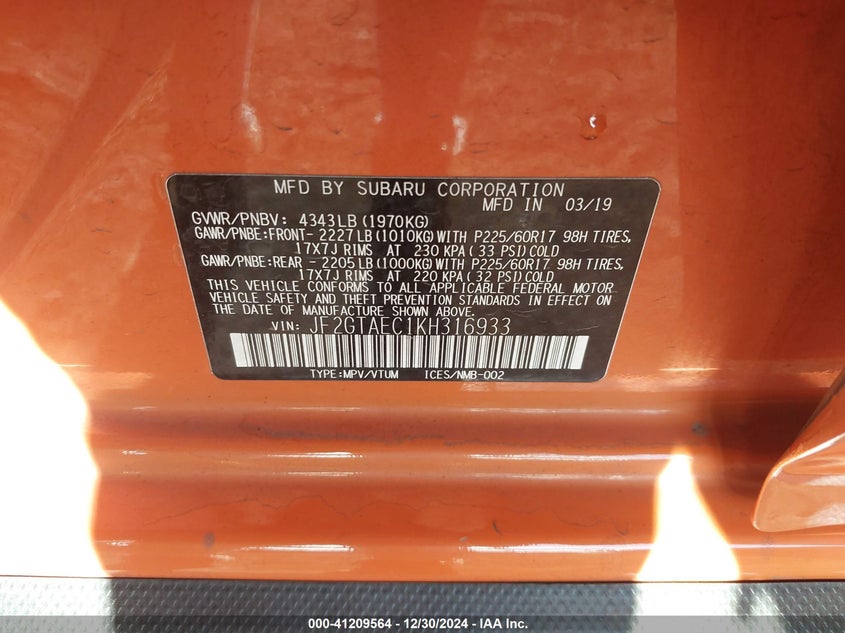 MFD BY SUBARU CORPORATION
MFD IN 03/19
GVWR/PNBV: 4343LB(1970KG)
GAWR/PNBE:FRONT- 2227LB(1010KG)WITH P225/60R17 98H TIRES,
17X7J RIMS AT 230 KPA(33 PSI)COLD
GAWR/PNBE:REAR - 2205LB(1000KG)WITH P225/60R17 98H TIRES,
17X7J RIMS AT 220 KPA(32 PSI)COLD
THIS VEHICLE CONFORMS TO ALL APPLICABLE FEDERAL MOTOR
VEHICLE SAFETY AND THEFT PREVENTION STANDARDS IN EFFECT ON
THE DATE OF MANUFACTURE SHOWN ABOVE.
VIN: JF2GTAEC1KH316933
TYPE:MPV/VTUM ICES/NMB-002
000-41209564 - 12/30/2024 - IAA Inc.